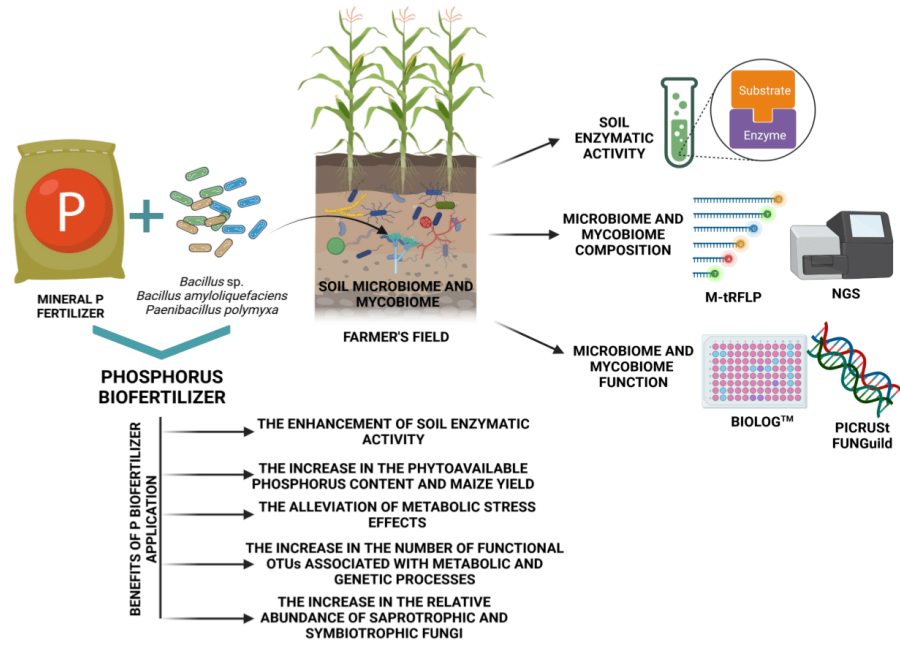 P
MINERAL P
FERTILIZER
Bacillus sp.
Bacillus amyloliquefaciens
Paenibacillus polymyxa
PHOSPHORUS
BIOFERTILIZER
SOIL MICROBIOME AND
MYCOBIOME
FARMER'S FIELD
SOIL
ENZYMATIC
ACTIVITY
Substrate
Enzyme
MICROBIOME AND
MYCOBIOME
COMPOSITION
M-tRFLP
NGS
MICROBIOME AND
MYCOBIOME
FUNCTION
BIOLOG™
PICRUSt
FUNGuild
BENEFITS OF P BIOFERTILIZER
APPLICATION
THE ENHANCEMENT OF SOIL ENZYMATIC
ACTIVITY
THE INCREASE IN THE PHYTOAVAILABLE
PHOSPHORUS CONTENT AND MAIZE YIELD
THE ALLEVIATION OF METABOLIC STRESS
EFFECTS
THE INCREASE IN THE NUMBER OF FUNCTIONAL
OTUs ASSOCIATED WITH METABOLIC AND
GENETIC PROCESSES
THE INCREASE IN THE RELATIVE
ABUNDANCE OF SAPROTROPHIC AND
SYMBIOTROPHIC FUNGI